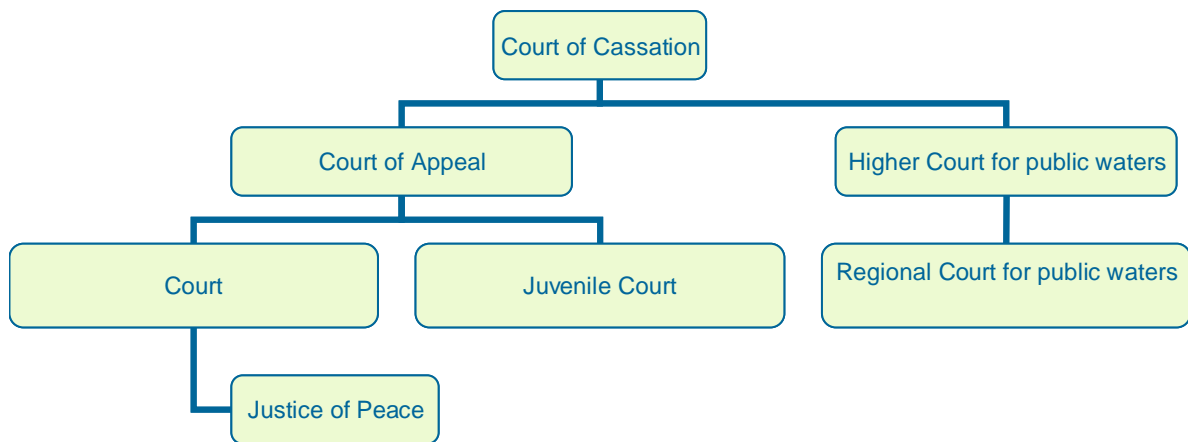 Court of Cassation
Court of Appeal
Higher Court for public waters
Court
Juvenile Court
Regional Court for public waters
Justice of Peace